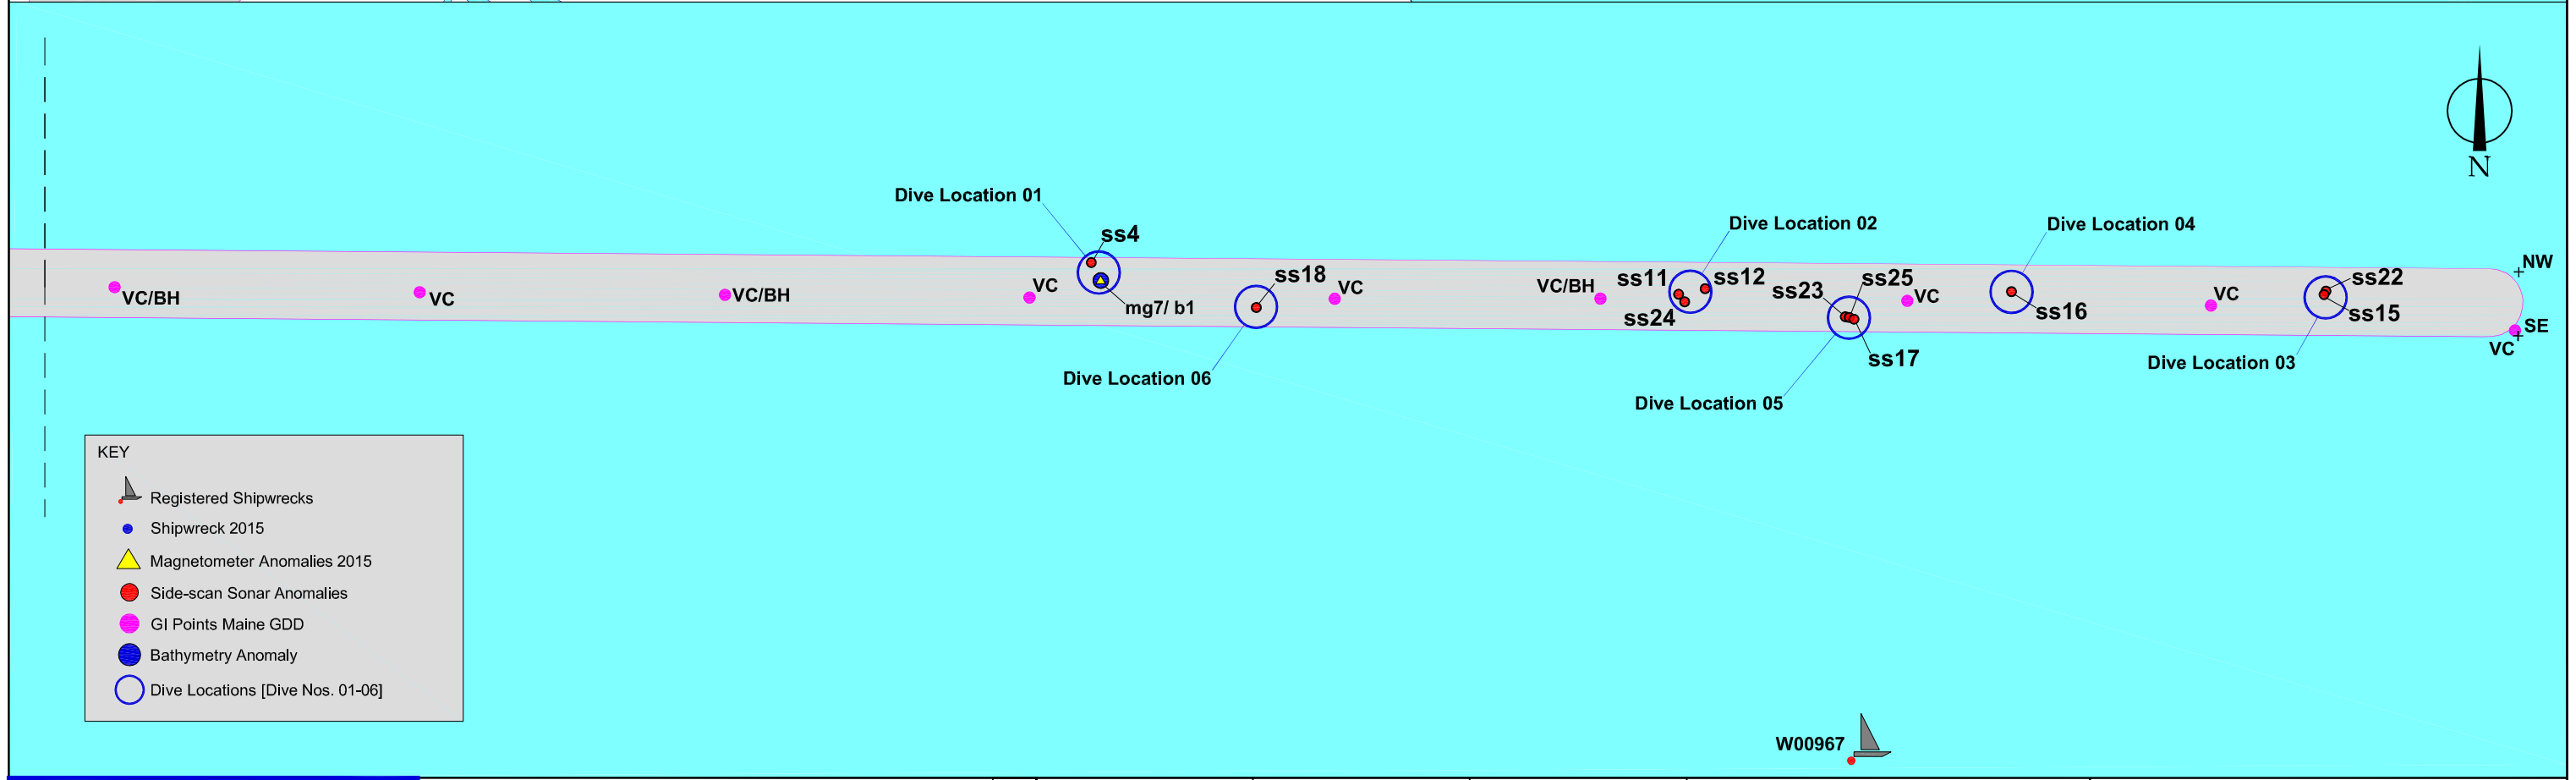 N
Dive Location 01
ss4
mg7/ b1
Dive Location 02
Dive Location 04
ss18
ss11
ss12
ss24
ss23
ss25
ss17
ss16
ss22
ss15
NW
SE
VC/BH
VC
VC/BH
VC
VC
VC/BH
VC
VC
VC
Dive Location 06
Dive Location 05
Dive Location 03
KEY
Registered Shipwrecks
Shipwreck 2015
Magnetometer Anomalies 2015
Side-scan Sonar Anomalies
GI Points Maine GDD
Bathymetry Anomaly
Dive Locations [Dive Nos. 01-06]
W00967